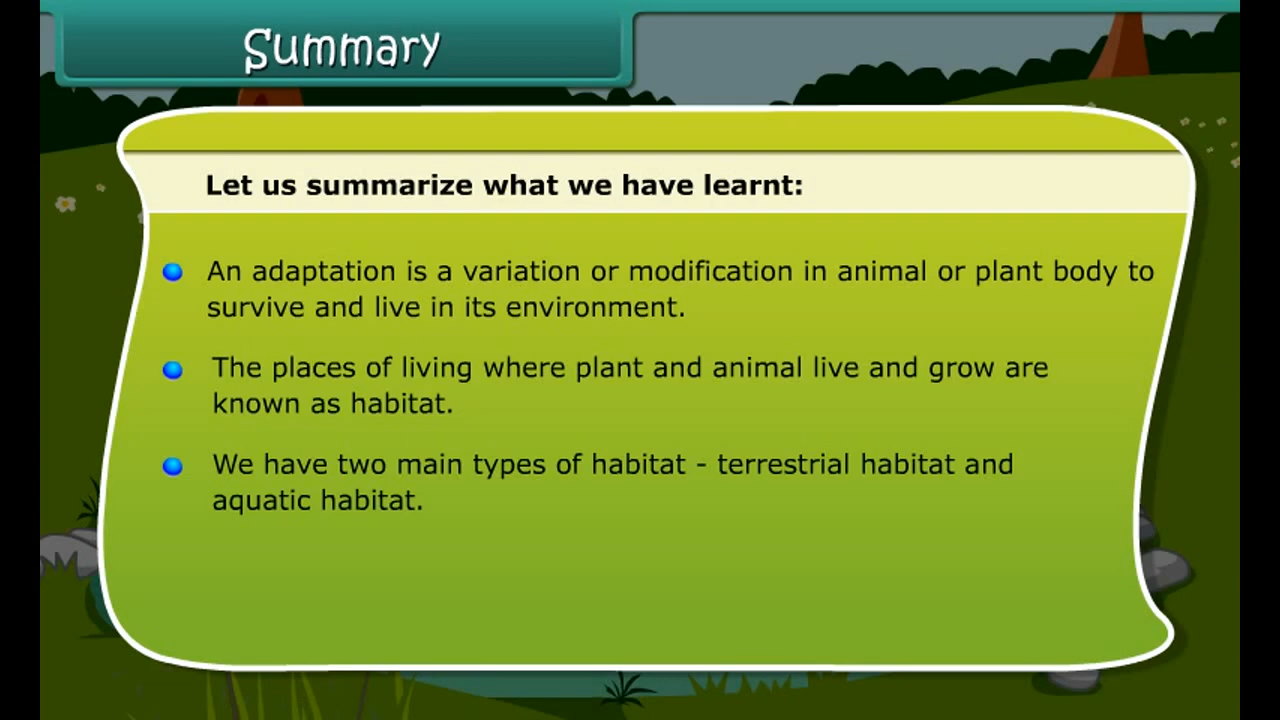 Summary
Let us summarize what we have learnt:
An adaptation is a variation or modification in animal or plant body to
survive and live in its environment.
The places of living where plant and animal live and grow are
known as habitat.
We have two main types of habitat - terrestrial habitat and
aquatic habitat.